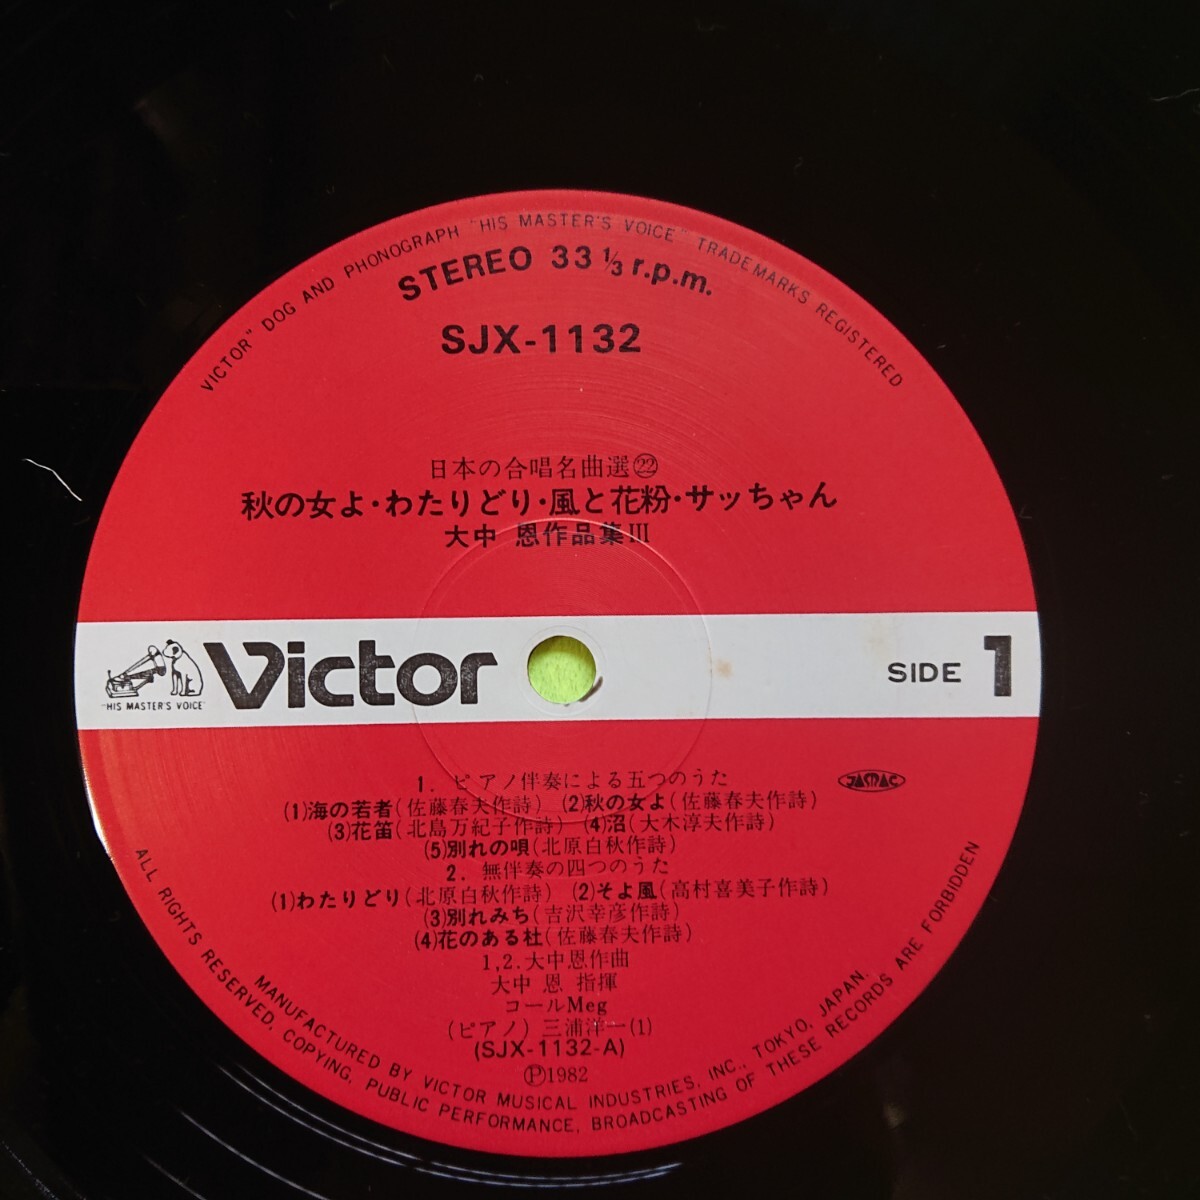 "VICTOR" DOG AND PHONOGRAPH "HIS MASTER'S VOICE" TRADEMARKS REGISTERED
STEREO 33 1/3 r.p.m.
SJX-1132
日本の合唱名曲選㉒
秋の女よ・わたりどり・風と花粉・サッちゃん
大中 恩作品集III
"HIS MASTER'S VOICE"
Victor
SIDE 1
1. ピアノ伴奏による五つのうた
JASRAC
(1)海の若者(佐藤春夫作詩) (2)秋の女よ(佐藤春夫作詩)
(3)花笛(北島万紀子作詩) (4)沼(大木淳夫作詩)
(5)別れの唄(北原白秋作詩)
2. 無伴奏の四つのうた
(1)わたりどり(北原白秋作詩) (2)そよ風(高村喜美子作詩)
(3)別れみち(吉沢幸彦作詩)
(4)花のある杜(佐藤春夫作詩)
1,2.大中恩作曲
大中 恩 指揮
コールMeg
(ピアノ) 三浦洋一(1)
(SJX-1132-A)
Ⓟ1982
MANUFACTURED BY VICTOR MUSICAL INDUSTRIES, INC., TOKYO, JAPAN.
ALL RIGHTS RESERVED, COPYING, PUBLIC PERFORMANCE, BROADCASTING OF THESE RECORDS ARE FORBIDDEN